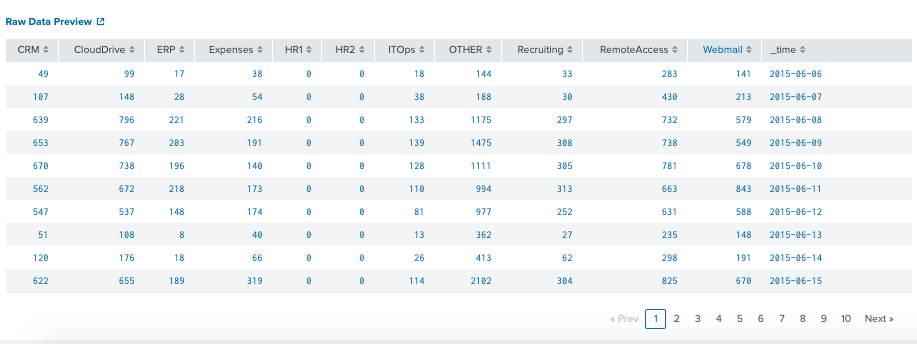 Raw Data Preview
CRM CloudDrive ERP Expenses HR1 HR2 ITOps OTHER Recruiting RemoteAccess Webmail _time
49 99 17 38 0 0 18 144 33 283 141 2015-06-06
107 148 28 54 0 0 38 188 30 430 213 2015-06-07
639 796 221 216 0 0 133 1175 297 732 579 2015-06-08
653 767 203 191 0 0 139 1475 308 738 549 2015-06-09
670 738 196 140 0 0 128 1111 305 781 678 2015-06-10
562 672 218 173 0 0 110 994 313 663 843 2015-06-11
547 537 148 174 0 0 81 977 252 631 588 2015-06-12
51 108 8 40 0 0 13 362 27 235 148 2015-06-13
120 176 18 66 0 0 26 413 62 298 191 2015-06-14
622 655 189 319 0 0 114 2102 304 825 670 2015-06-15
« Prev 1 2 3 4 5 6 7 8 9 10 Next »